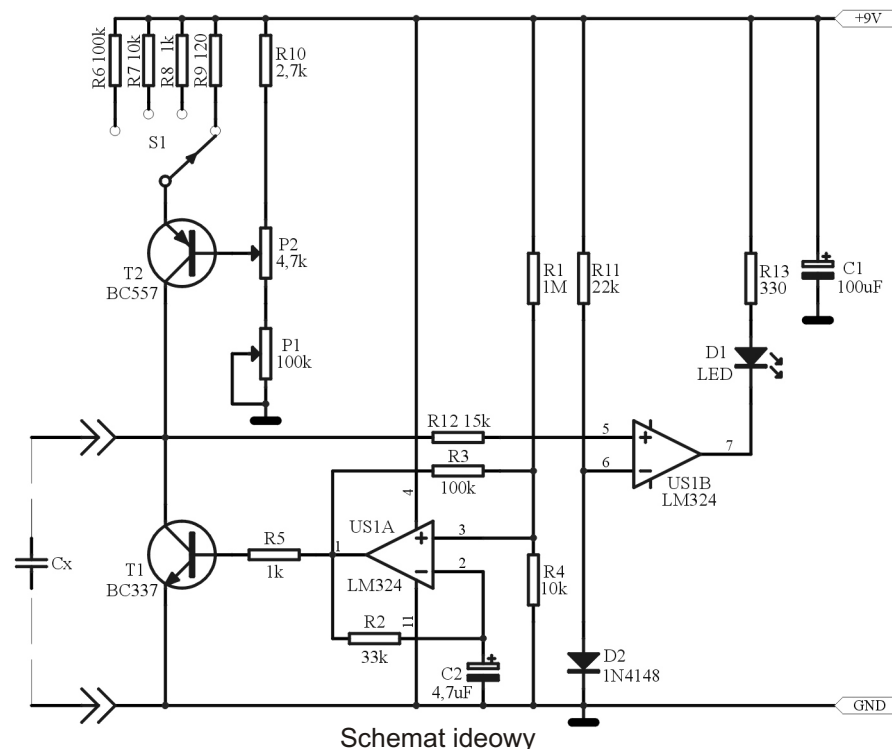 +9V
R6 100k
R7 10k
R8 1k
R9 120
R10
2,7k
S1
T2
BC557
P2
4,7k
P1
100k
R1
1M
R11
22k
R13
330
C1
100uF
+
D1
LED
R12 15k
R3
100k
5
6
7
+
−
US1B
LM324
4
US1A
LM324
3
2
1
11
+
−
R5
1k
T1
BC337
Cx
R4
10k
R2
33k
C2
4,7uF
+
D2
1N4148
GND
Schemat ideowy